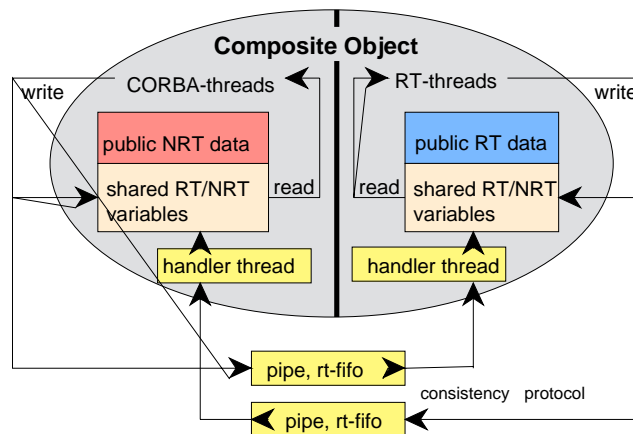 Composite Object
write CORBA-threads RT-threads write
public NRT data public RT data
shared RT/NRT variables read read shared RT/NRT variables
handler thread handler thread
pipe, rt-fifo
consistency protocol
pipe, rt-fifo